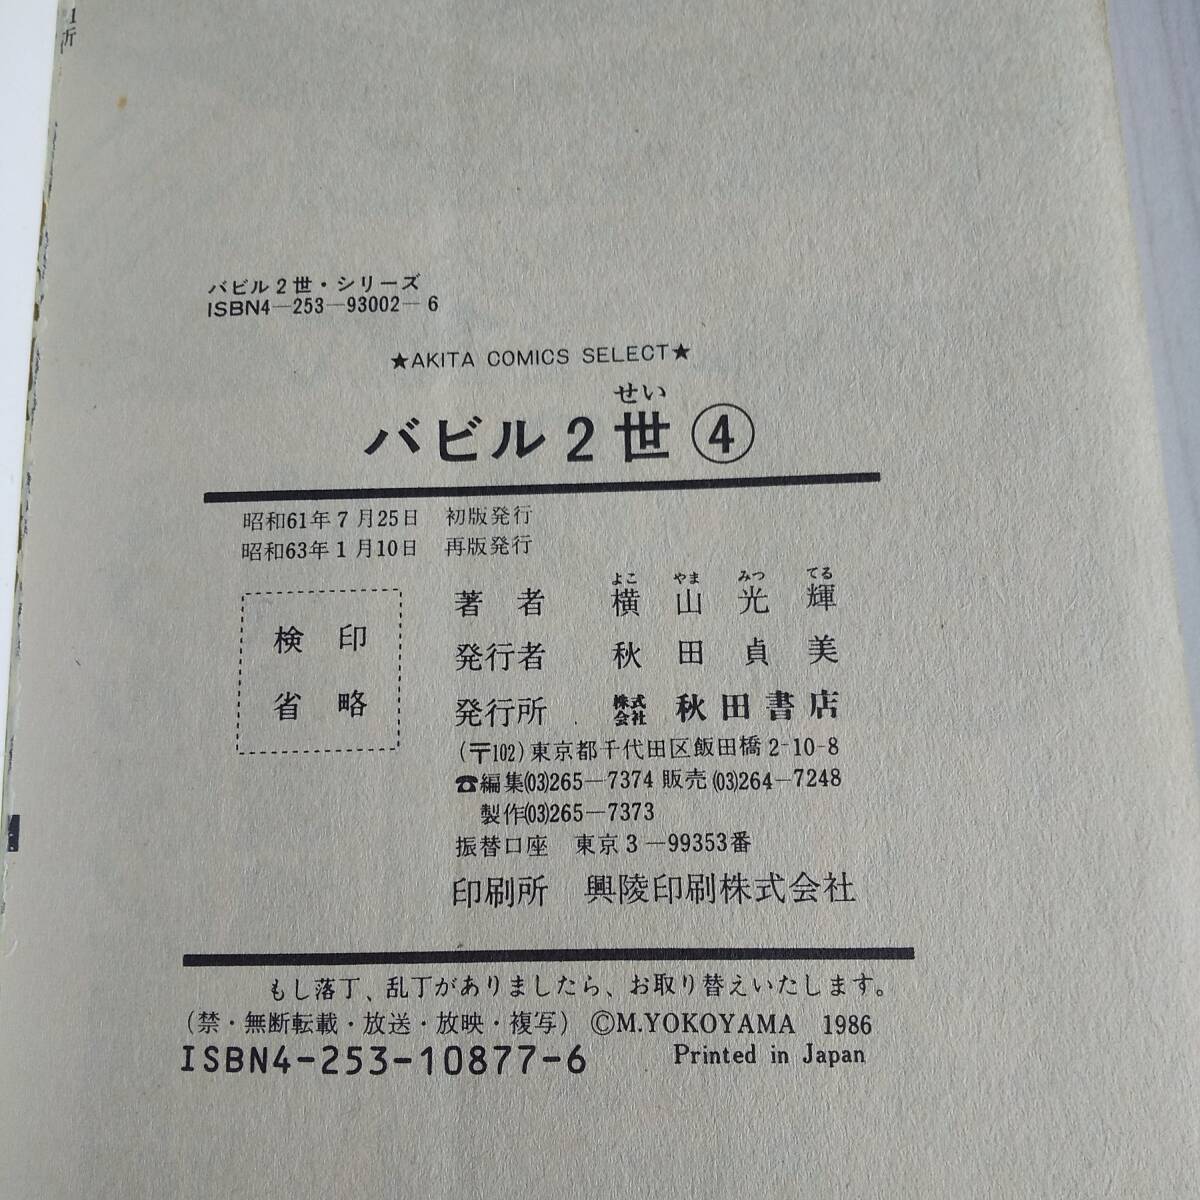 1
折
バビル2世・シリーズ
ISBN4―253―93002―6
★AKITA COMICS SELECT★
せい
バビル2世④
昭和61年7月25日 初版発行
昭和63年1月10日 再版発行
検印
省略
よこ やま みつ てる
著者 横山光輝
発行者 秋田貞美
発行所 株式会社 秋田書店
(〒102)東京都千代田区飯田橋2-10-8
☎編集(03)265―7374 販売(03)264―7248
製作(03)265―7373
振替口座 東京3―99353番
印刷所 興陵印刷株式会社
もし落丁、乱丁がありましたら、お取り替えいたします。
(禁・無断転載・放送・放映・複写) ©M.YOKOYAMA 1986
ISBN4-253-10877-6 Printed in Japan